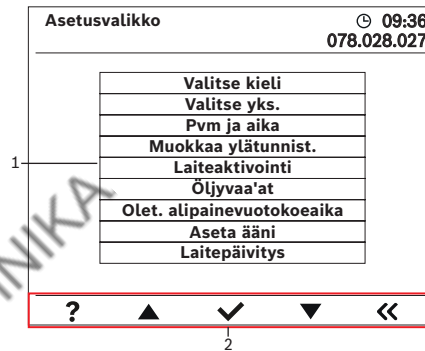 Asetusvalikko 09:36
078.028.027
Valitse kieli
Valitse yks.
Pvm ja aika
Muokkaa ylätunnist.
1 Laiteaktivointi
Öljyvaa'at
Olet. alipainevuotokoeaika
Aseta ääni
Laitepäivitys
?
2